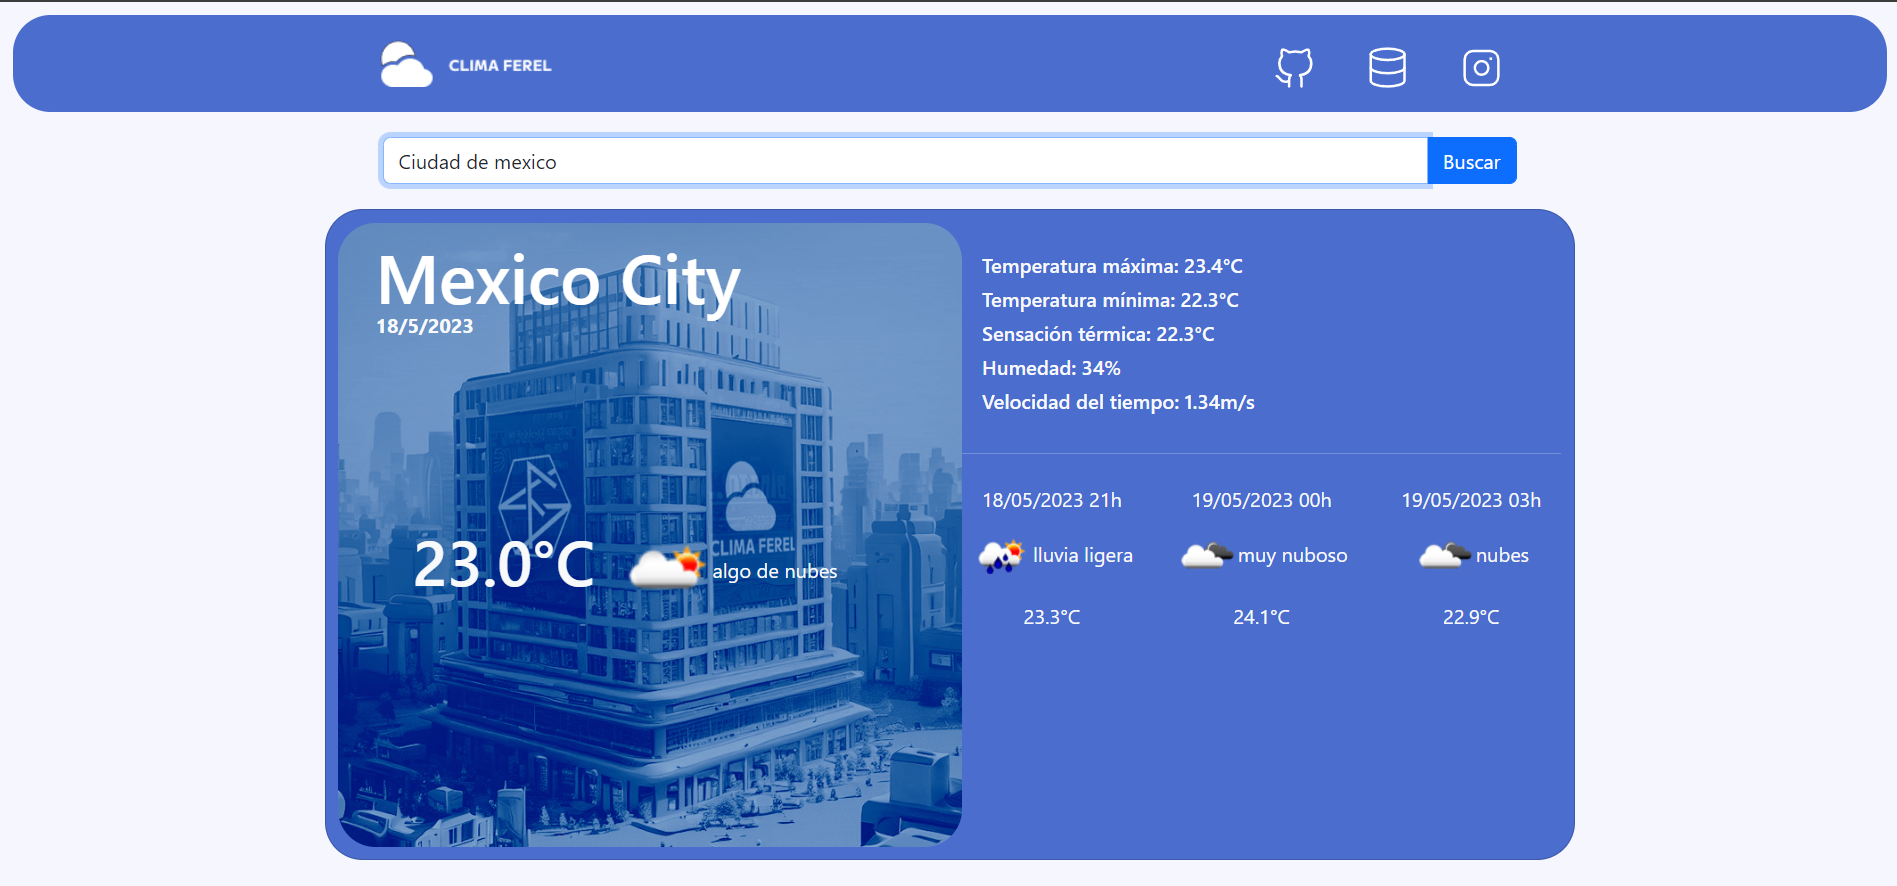 CLIMA FEREL
Ciudad de mexico
Buscar
Mexico City
18/5/2023
CLIMA FEREL
23.0°C
algo de nubes
Temperatura máxima: 23.4°C
Temperatura mínima: 22.3°C
Sensación térmica: 22.3°C
Humedad: 34%
Velocidad del tiempo: 1.34m/s
18/05/2023 21h
19/05/2023 00h
19/05/2023 03h
lluvia ligera
muy nuboso
nubes
23.3°C
24.1°C
22.9°C